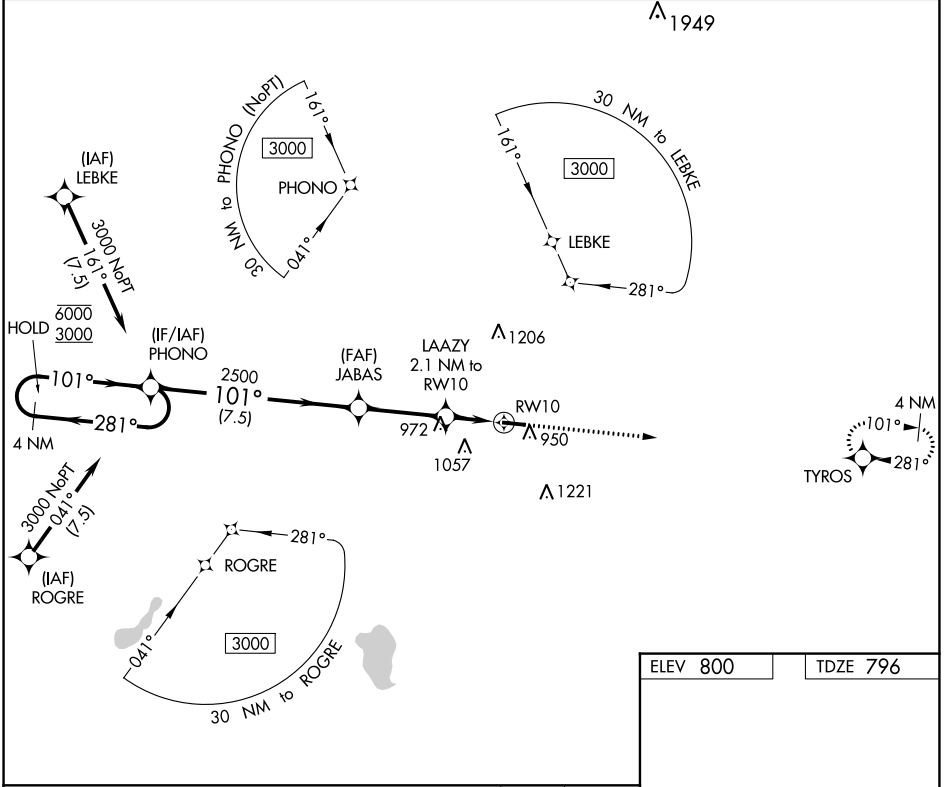 1949
30 NM to PHONO (NoPT)
161°
3000
PHONO
041°
30 NM to LEBKE
161°
3000
LEBKE
281°
(IAF)
LEBKE
3000 NoPT
161°
(7.5)
HOLD
6000
3000
(IF/IAF)
PHONO
101°
281°
4 NM
2500
101°
(7.5)
(FAF)
JABAS
LAAZY
2.1 NM to
RW10
1206
RW10
972
950
1057
1221
4 NM
101°
281°
TYROS
3000 NoPT
041°
(7.5)
(IAF)
ROGRE
281°
ROGRE
041°
3000
30 NM to ROGRE
ELEV 800
TDZE 796